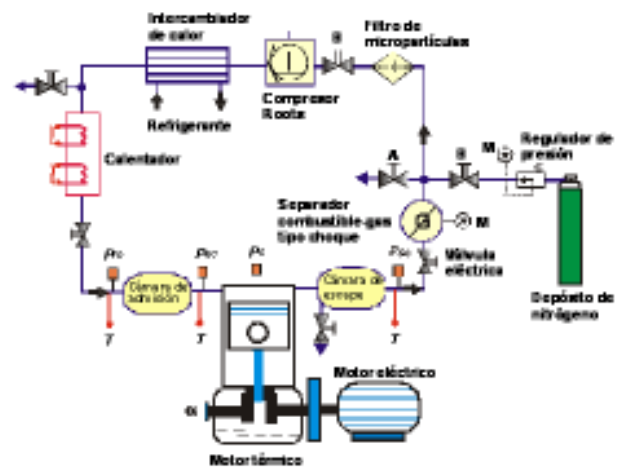 Intercambiador
de calor
B
Filtro de
micropartículas
Compresor
Roots
Refrigerante
Calentador
A
B
M
Regulador de
presión
Separador
combustible-gas
tipo choque
M
Válvula
eléctrica
Depósito de
nitrógeno
Cámara de
admisión
Cámara de
escape
T
T
T
Motor eléctrico
α
Motor térmico